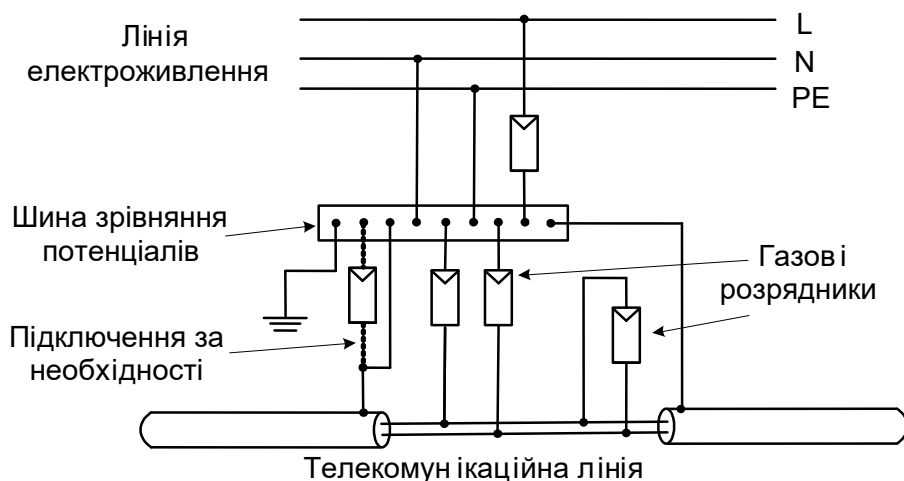 Лінія
електроживлення
L
N
PE
Шина зрівняння
потенціалів
Газові
розрядники
Підключення за
необхідності
Телекомунікаційна лінія